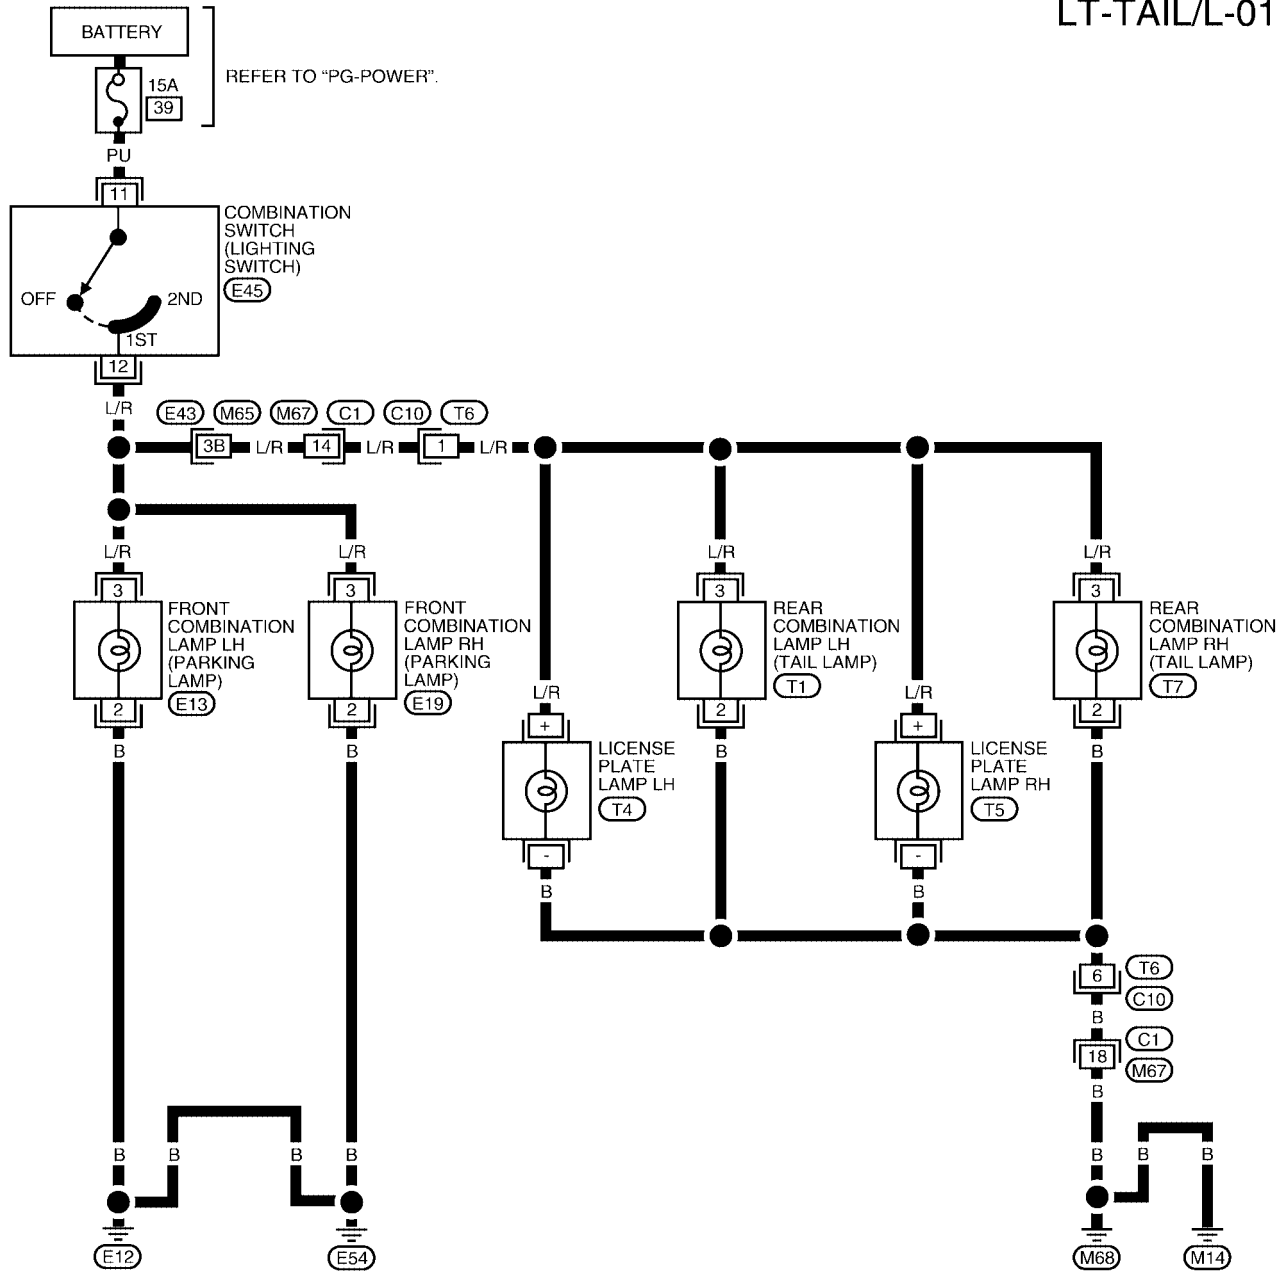 LT-TAIL/L-01
BATTERY
REFER TO “PG-POWER”.
15A
39
PU
11
COMBINATION
SWITCH
(LIGHTING
SWITCH)
E45
OFF
2ND
1ST
12
L/R
E43 M65 M67 C1 C10 T6
3B L/R 14 L/R 1 L/R
L/R L/R L/R L/R
3 3 3 3
FRONT
COMBINATION
LAMP LH
(PARKING
LAMP)
E13
FRONT
COMBINATION
LAMP RH
(PARKING
LAMP)
E19
REAR
COMBINATION
LAMP LH
(TAIL LAMP)
T1
REAR
COMBINATION
LAMP RH
(TAIL LAMP)
T7
2 2 2 2
B B B B
L/R L/R
+ +
LICENSE
PLATE
LAMP LH
T4
LICENSE
PLATE
LAMP RH
T5
- -
B B
6
T6
C10
B
18
C1
M67
B
B B B B B B B
E12 E54 M68 M14